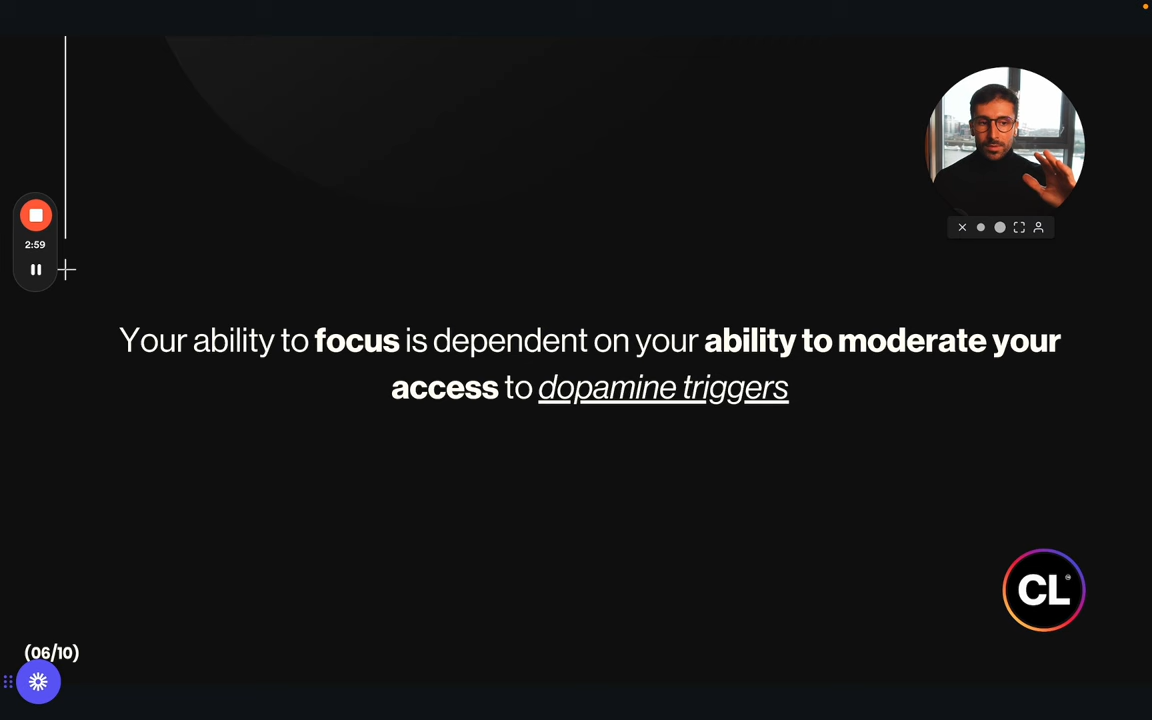 2:59
Your ability to focus is dependent on your ability to moderate your
access to dopamine triggers
CL
(06/10)